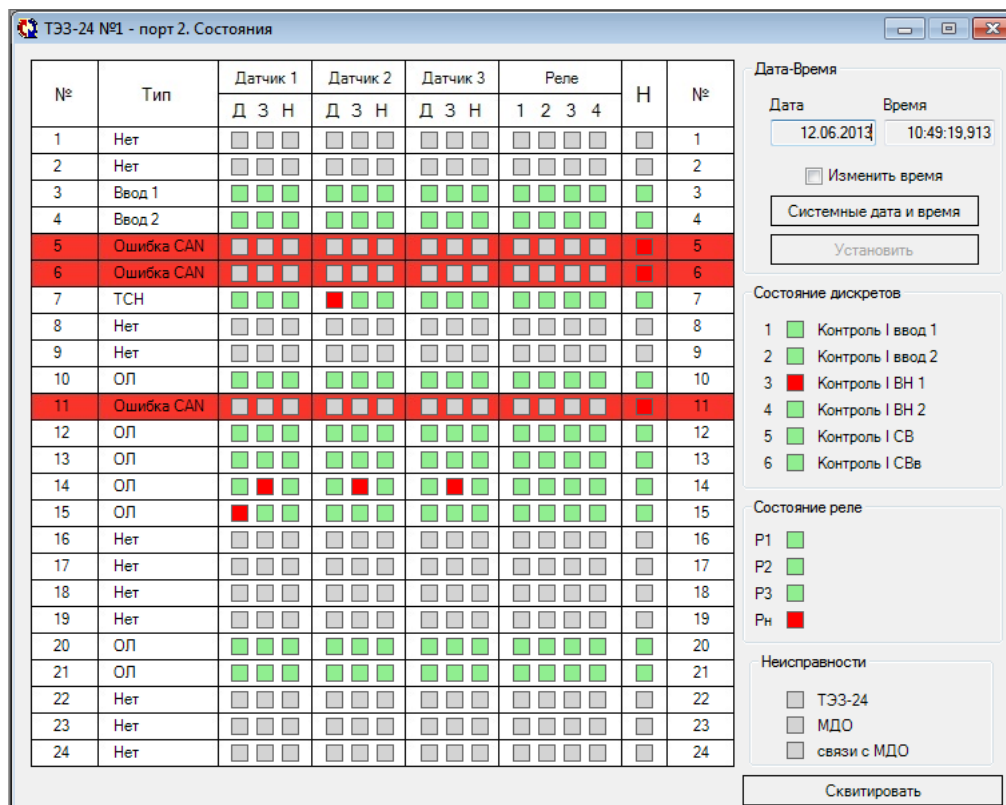 ТЭЗ-24 №1 - порт 2. Состояния
№ Тип Датчик 1 Датчик 2 Датчик 3 Реле Н №
Д З Н Д З Н Д З Н 1 2 3 4
1 Нет 1
2 Нет 2
3 Ввод 1 3
4 Ввод 2 4
5 Ошибка CAN 5
6 Ошибка CAN 6
7 ТСН 7
8 Нет 8
9 Нет 9
10 ОЛ 10
11 Ошибка CAN 11
12 ОЛ 12
13 ОЛ 13
14 ОЛ 14
15 ОЛ 15
16 Нет 16
17 Нет 17
18 Нет 18
19 Нет 19
20 ОЛ 20
21 ОЛ 21
22 Нет 22
23 Нет 23
24 Нет 24
Дата-Время
Дата Время
12.06.2013 10:49:19,913
Изменить время
Системные дата и время
Установить
Состояние дискретов
1 Контроль I ввод 1
2 Контроль I ввод 2
3 Контроль I ВН 1
4 Контроль I ВН 2
5 Контроль I СВ
6 Контроль I СВв
Состояние реле
Р1
Р2
Р3
Рн
Неисправности
ТЭЗ-24
МДО
связи с МДО
Сквитировать